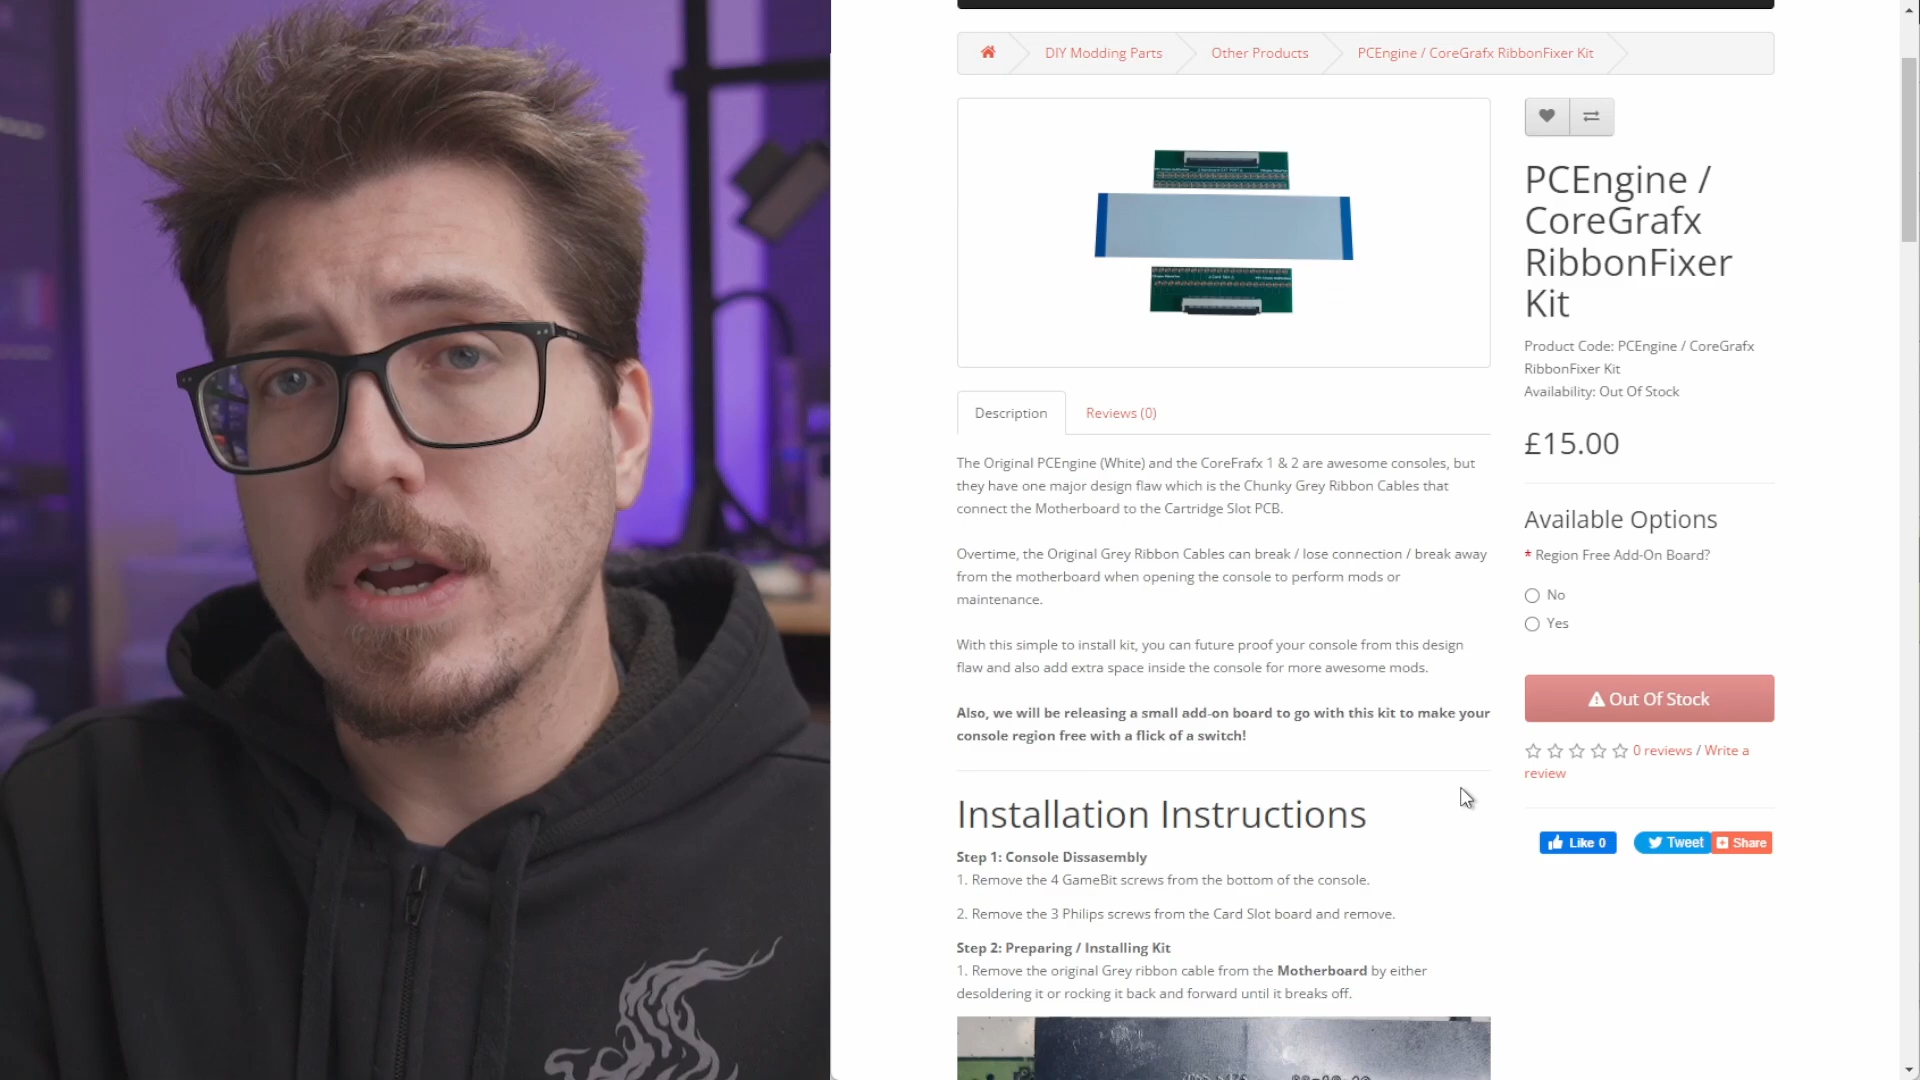 DIY Modding Parts
Other Products
PCEngine / CoreGrafx RibbonFixer Kit
PCEngine /
CoreGrafx
RibbonFixer
Kit
Product Code: PCEngine / CoreGrafx
RibbonFixer Kit
Availability: Out Of Stock
£15.00
Available Options
* Region Free Add-On Board?
No
Yes
Out Of Stock
0 reviews / Write a
review
Like 0
Tweet
Share
Description
Reviews (0)
The Original PCEngine (White) and the CoreFrafx 1 & 2 are awesome consoles, but
they have one major design flaw which is the Chunky Grey Ribbon Cables that
connect the Motherboard to the Cartridge Slot PCB.
Overtime, the Original Grey Ribbon Cables can break / lose connection / break away
from the motherboard when opening the console to perform mods or
maintenance.
With this simple to install kit, you can future proof your console from this design
flaw and also add extra space inside the console for more awesome mods.
Also, we will be releasing a small add-on board to go with this kit to make your
console region free with a flick of a switch!
Installation Instructions
Step 1: Console Dissasembly
1. Remove the 4 GameBit screws from the bottom of the console.
2. Remove the 3 Philips screws from the Card Slot board and remove.
Step 2: Preparing / Installing Kit
1. Remove the original Grey ribbon cable from the Motherboard by either
desoldering it or rocking it back and forward until it breaks off.